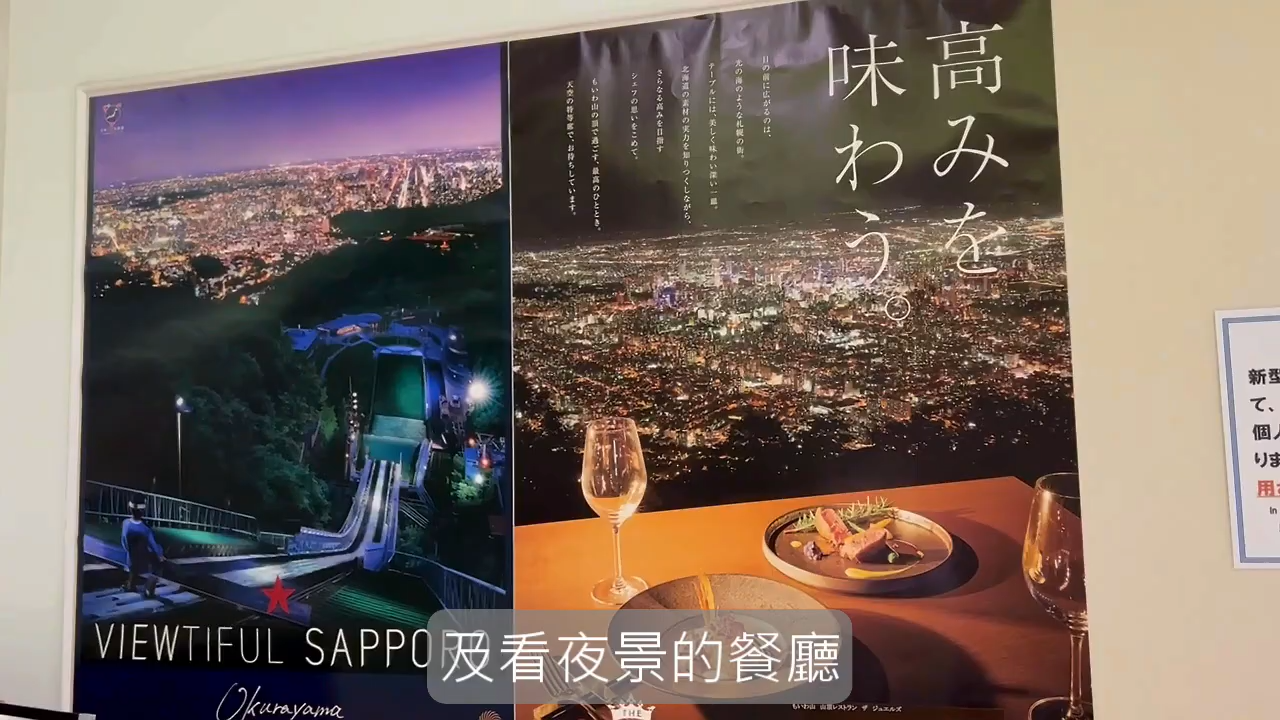 VIEWTIFUL SAPPORO
Okurayama
高みを
味わう。
目の前に広がるのは、
光の海のような札幌の街。
テーブルには、美しく味わい深い一皿。
北海道の素材の実力を知りつくしながら、
さらなる高みを目指す
シェフの思いをこめて。
もいわ山の頂で過ごす、最高のひととき。
天空の特等席で、お待ちしています。
THE
もいわ山 山頂レストラン ザ ジュエルズ
新型
て、
個人
りま
用
in
及看夜景的餐廳